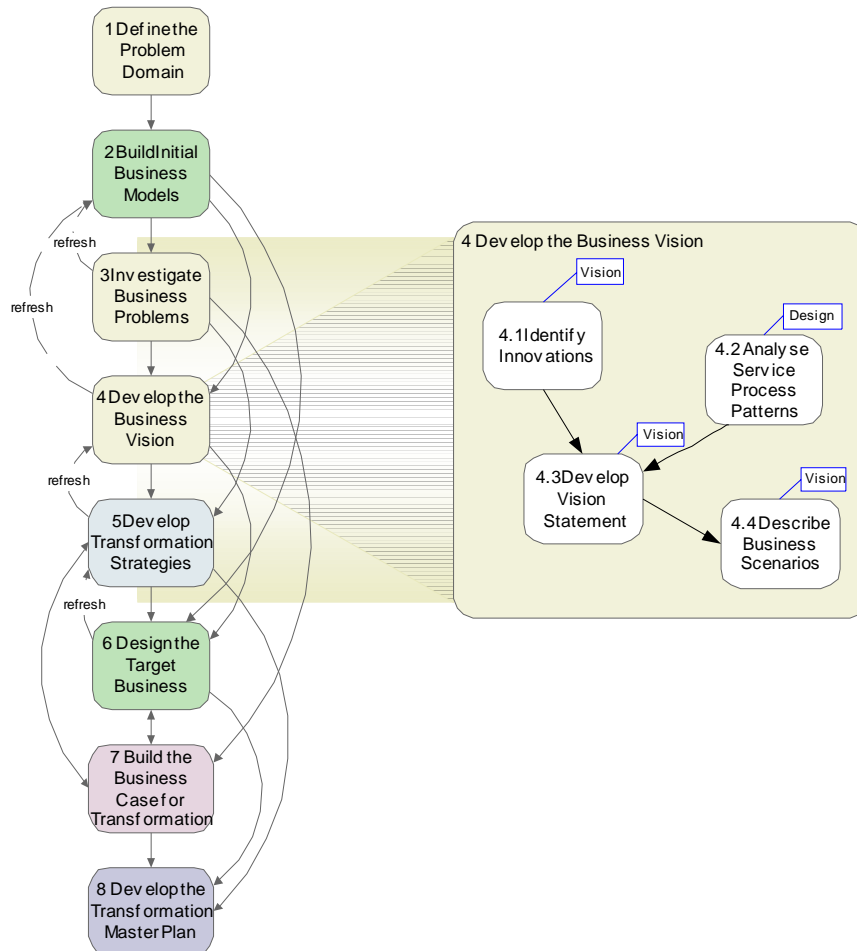 1 Define the
Problem
Domain
2 Build Initial
Business
Models
refresh
3 Investigate
Business
Problems
refresh
4 Develop the
Business
Vision
refresh
5 Develop
Transformation
Strategies
refresh
6 Design the
Target
Business
7 Build the
Business
Case for
Transformation
8 Develop the
Transformation
Master Plan
4 Develop the Business Vision
Vision
4.1 Identify
Innovations
Design
4.2 Analyse
Service
Process
Patterns
Vision
4.3 Develop
Vision
Statement
Vision
4.4 Describe
Business
Scenarios